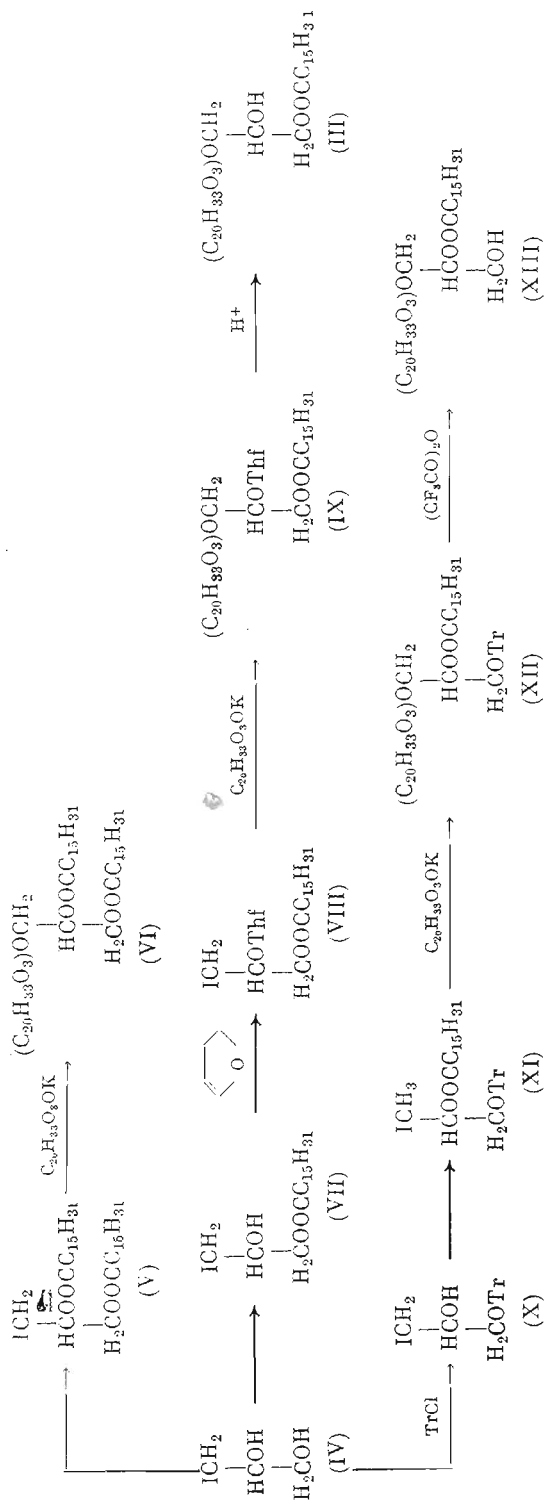 ICH₂
HCOOCC₁₅H₃₁
H₂COOCC₁₅H₃₁
(V)
C₂₀H₃₃O₃OK
(C₂₀H₃₃O₃)OCH₂
HCOOCC₁₅H₃₁
H₂COOCC₁₅H₃₁
(VI)
ICH₂
HCOH
H₂COH
(IV)
ICH₂
HCOH
H₂COOCC₁₅H₃₁
(VII)
O
ICH₂
HCOThf
H₂COOCC₁₅H₃₁
(VIII)
C₂₀H₃₃O₃OK
(C₂₀H₃₃O₃)OCH₂
HCOThf
H₂COOCC₁₅H₃₁
(IX)
H+
(C₂₀H₃₃O₃)OCH₂
HCOH
H₂COOCC₁₅H₃₁
(III)
TrCl
ICH₂
HCOH
H₂COTr
(X)
ICH₃
HCOOCC₁₅H₃₁
H₂COTr
(XI)
C₂₀H₃₃O₃OK
(C₂₀H₃₃O₃)OCH₂
HCOOCC₁₅H₃₁
H₂COTr
(XII)
(CF₃CO)₂O
(C₂₀H₃₃O₃)OCH₂
HCOOCC₁₅H₃₁
H₂COH
(XIII)